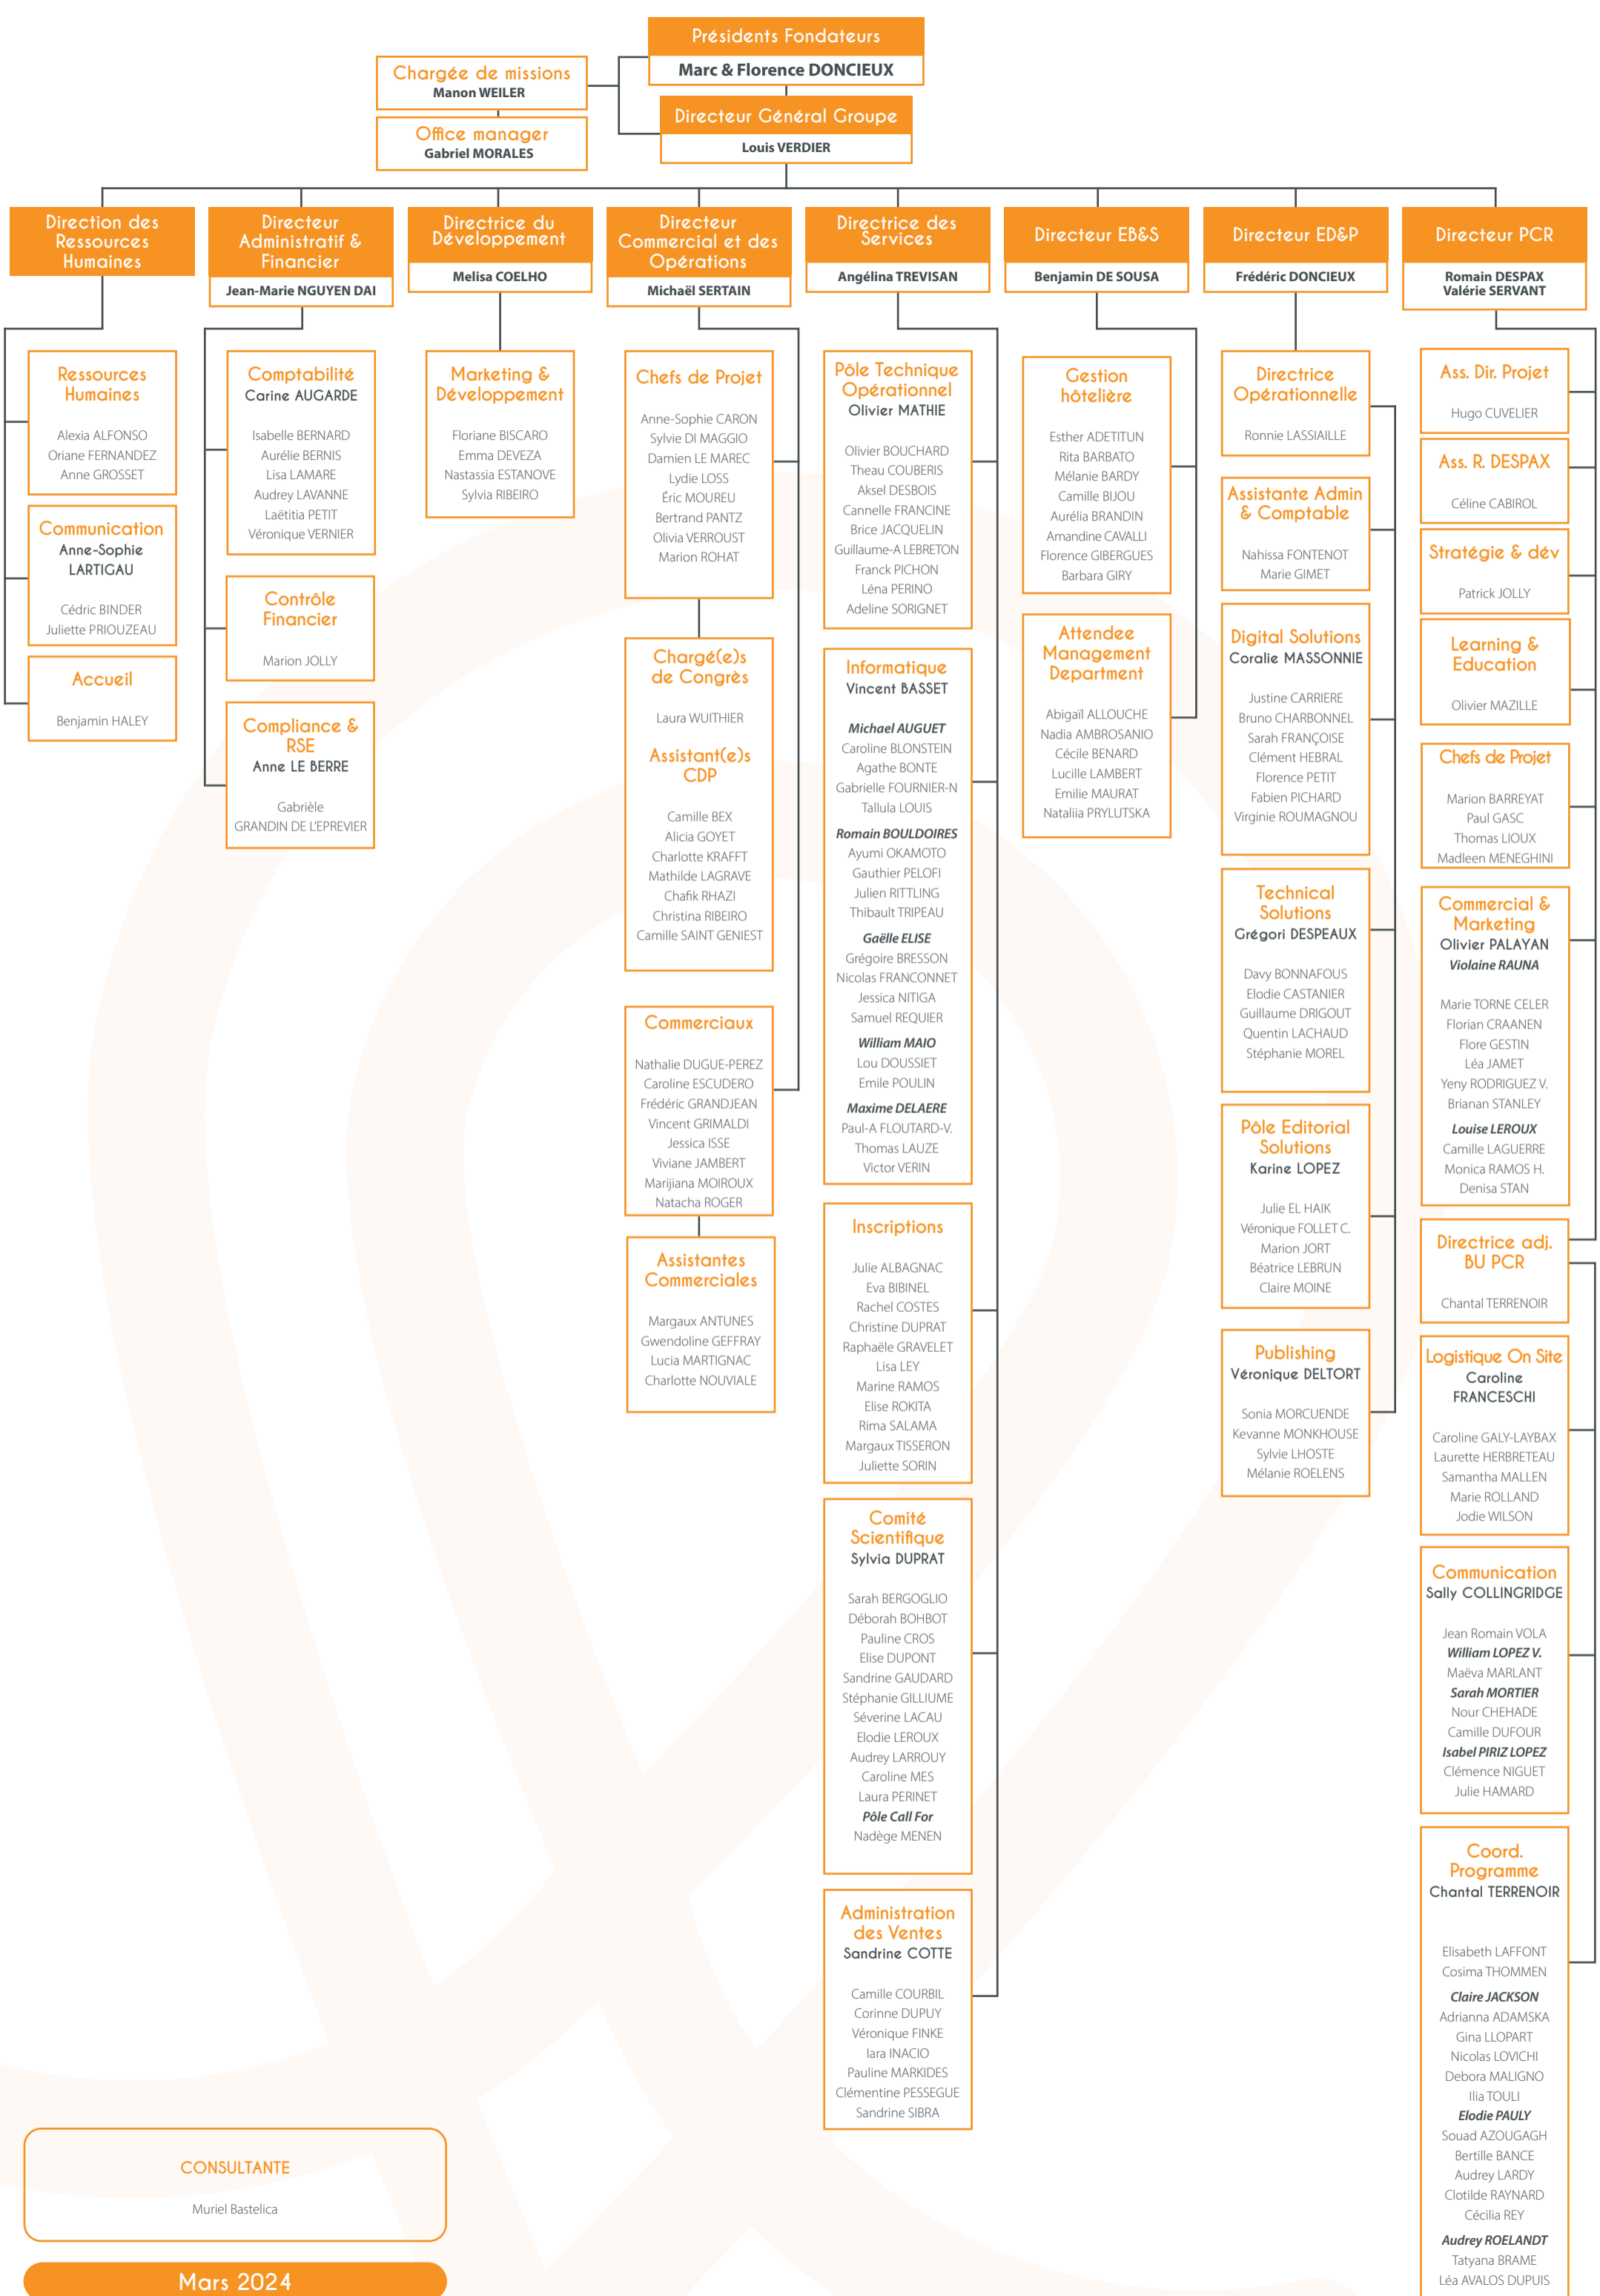 Présidents Fondateurs
Marc & Florence DONCIEUX
Chargée de missions
Manon WEILER
Office manager
Gabriel MORALES
Directeur Général Groupe
Louis VERDIER
Direction des
Ressources
Humaines
Ressources
Humaines
Alexia ALFONSO
Oriane FERNANDEZ
Anne GROSSET
Communication
Anne-Sophie
LARTIGAU
Cédric BINDER
Juliette PRIOUZEAU
Accueil
Benjamin HALEY
Directeur
Administratif &
Financier
Jean-Marie NGUYEN DAI
Comptabilité
Carine AUGARDE
Isabelle BERNARD
Aurélie BERNIS
Lisa LAMARE
Audrey LAVANNE
Laëtitia PETIT
Véronique VERNIER
Contrôle
Financier
Marion JOLLY
Compliance &
RSE
Anne LE BERRE
Gabrièle
GRANDIN DE L'EPREVIER
Directrice du
Développement
Melisa COELHO
Marketing &
Développement
Floriane BISCARO
Emma DEVEZA
Nastassia ESTANOVE
Sylvia RIBEIRO
Directeur
Commercial et des
Opérations
Michaël SERTAIN
Chefs de Projet
Anne-Sophie CARON
Sylvie DI MAGGIO
Damien LE MAREC
Lydie LOSS
Éric MOUREU
Bertrand PANTZ
Olivia VERROUST
Marion ROHAT
Chargé(e)s
de Congrès
Laura WUITHIER
Assistant(e)s
CDP
Camille BEX
Alicia GOYET
Charlotte KRAFFT
Mathilde LAGRAVE
Chafik RHAZI
Christina RIBEIRO
Camille SAINT GENIEST
Commerciaux
Nathalie DUGUE-PEREZ
Caroline ESCUDERO
Frédéric GRANDJEAN
Vincent GRIMALDI
Jessica ISSE
Viviane JAMBERT
Marijiana MOIROUX
Natacha ROGER
Assistantes
Commerciales
Margaux ANTUNES
Gwendoline GEFFRAY
Lucia MARTIGNAC
Charlotte NOUVIALE
Directrice des
Services
Angélina TREVISAN
Pôle Technique
Opérationnel
Olivier MATHIE
Olivier BOUCHARD
Theau COUBERIS
Aksel DESBOIS
Cannelle FRANCINE
Brice JACQUELIN
Guillaume-A LEBRETON
Franck PICHON
Léna PERINO
Adeline SORIGNET
Informatique
Vincent BASSET
Michael AUGUET
Caroline BLONSTEIN
Agathe BONTE
Gabrielle FOURNIER-N
Tallula LOUIS
Romain BOULDOIRES
Ayumi OKAMOTO
Gauthier PELOFI
Julien RITTLING
Thibault TRIPEAU
Gaëlle ELISE
Grégoire BRESSON
Nicolas FRANCONNET
Jessica NITIGA
Samuel REQUIER
William MAIO
Lou DOUSSIET
Emile POULIN
Maxime DELAERE
Paul-A FLOUTARD-V.
Thomas LAUZE
Victor VERIN
Inscriptions
Julie ALBAGNAC
Eva BIBINEL
Rachel COSTES
Christine DUPRAT
Raphaële GRAVELET
Lisa LEY
Marine RAMOS
Elise ROKITA
Rima SALAMA
Margaux TISSERON
Juliette SORIN
Comité
Scientifique
Sylvia DUPRAT
Sarah BERGOGLIO
Déborah BOHBOT
Pauline CROS
Elise DUPONT
Sandrine GAUDARD
Stéphanie GILLIUME
Séverine LACAU
Elodie LEROUX
Audrey LARROUY
Caroline MES
Laura PERINET
Pôle Call For
Nadège MENEN
Administration
des Ventes
Sandrine COTTE
Camille COURBIL
Corinne DUPUY
Véronique FINKE
Iara INACIO
Pauline MARKIDES
Clémentine PESSEGUE
Sandrine SIBRA
Directeur EB&S
Benjamin DE SOUSA
Gestion
hôtelière
Esther ADETITUN
Rita BARBATO
Mélanie BARDY
Camille BIJOU
Aurélia BRANDIN
Amandine CAVALLI
Florence GIBERGUES
Barbara GIRY
Attendee
Management
Department
Abigaïl ALLOUCHE
Nadia AMBROSANIO
Cécile BENARD
Lucille LAMBERT
Emilie MAURAT
Nataliia PRYLUTSKA
Directeur ED&P
Frédéric DONCIEUX
Directrice
Opérationnelle
Ronnie LASSIAILLE
Assistante Admin
& Comptable
Nahissa FONTENOT
Marie GIMET
Digital Solutions
Coralie MASSONNIE
Justine CARRIERE
Bruno CHARBONNEL
Sarah FRANÇOISE
Clément HEBRAL
Florence PETIT
Fabien PICHARD
Virginie ROUMAGNOU
Technical
Solutions
Grégori DESPEAUX
Davy BONNAFOUS
Elodie CASTANIER
Guillaume DRIGOUT
Quentin LACHAUD
Stéphanie MOREL
Pôle Editorial
Solutions
Karine LOPEZ
Julie EL HAIK
Véronique FOLLET C.
Marion JORT
Béatrice LEBRUN
Claire MOINE
Publishing
Véronique DELTORT
Sonia MORCUENDE
Kevanne MONKHOUSE
Sylvie LHOSTE
Mélanie ROELENS
Directeur PCR
Romain DESPAX
Valérie SERVANT
Ass. Dir. Projet
Hugo CUVELIER
Ass. R. DESPAX
Céline CABIROL
Stratégie & dév
Patrick JOLLY
Learning &
Education
Olivier MAZILLE
Chefs de Projet
Marion BARREYAT
Paul GASC
Thomas LIOUX
Madleen MENEGHINI
Commercial &
Marketing
Olivier PALAYAN
Violaine RAUNA
Marie TORNE CELER
Florian CRAANEN
Flore GESTIN
Léa JAMET
Yeny RODRIGUEZ V.
Brianan STANLEY
Louise LEROUX
Camille LAGUERRE
Monica RAMOS H.
Denisa STAN
Directrice adj.
BU PCR
Chantal TERRENOIR
Logistique On Site
Caroline
FRANCESCHI
Caroline GALY-LAYBAX
Laurette HERBRETEAU
Samantha MALLEN
Marie ROLLAND
Jodie WILSON
Communication
Sally COLLINGRIDGE
Jean Romain VOLA
William LOPEZ V.
Maëva MARLANT
Sarah MORTIER
Nour CHEHADE
Camille DUFOUR
Isabel PIRIZ LOPEZ
Clémence NIGUET
Julie HAMARD
Coord.
Programme
Chantal TERRENOIR
Elisabeth LAFFONT
Cosima THOMMEN
Claire JACKSON
Adrianna ADAMSKA
Gina LLOPART
Nicolas LOVICHI
Debora MALIGNO
Ilia TOULI
Elodie PAULY
Souad AZOUGAGH
Bertille BANCE
Audrey LARDY
Clotilde RAYNARD
Cécilia REY
Audrey ROELANDT
Tatyana BRAME
Léa AVALOS DUPUIS
CONSULTANTE
Muriel Bastelica
Mars 2024